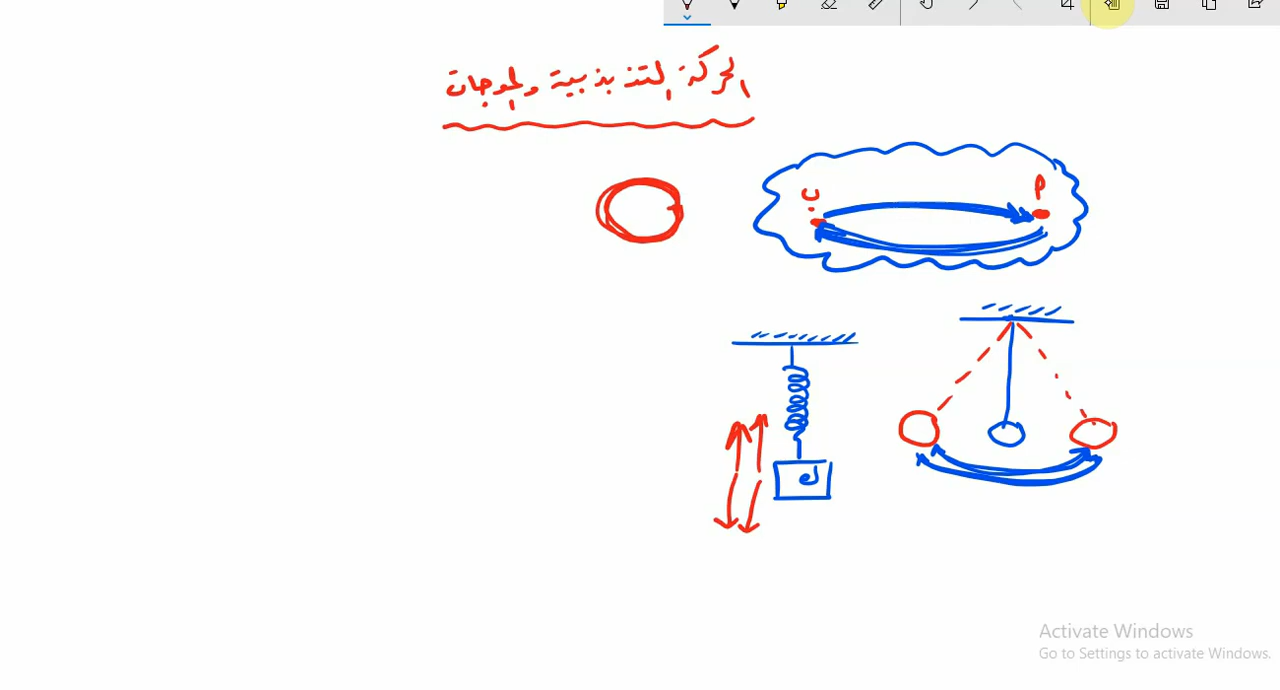 الحركة التذبذبية والموجات
ب
P
ك
Activate Windows
Go to Settings to activate Windows.